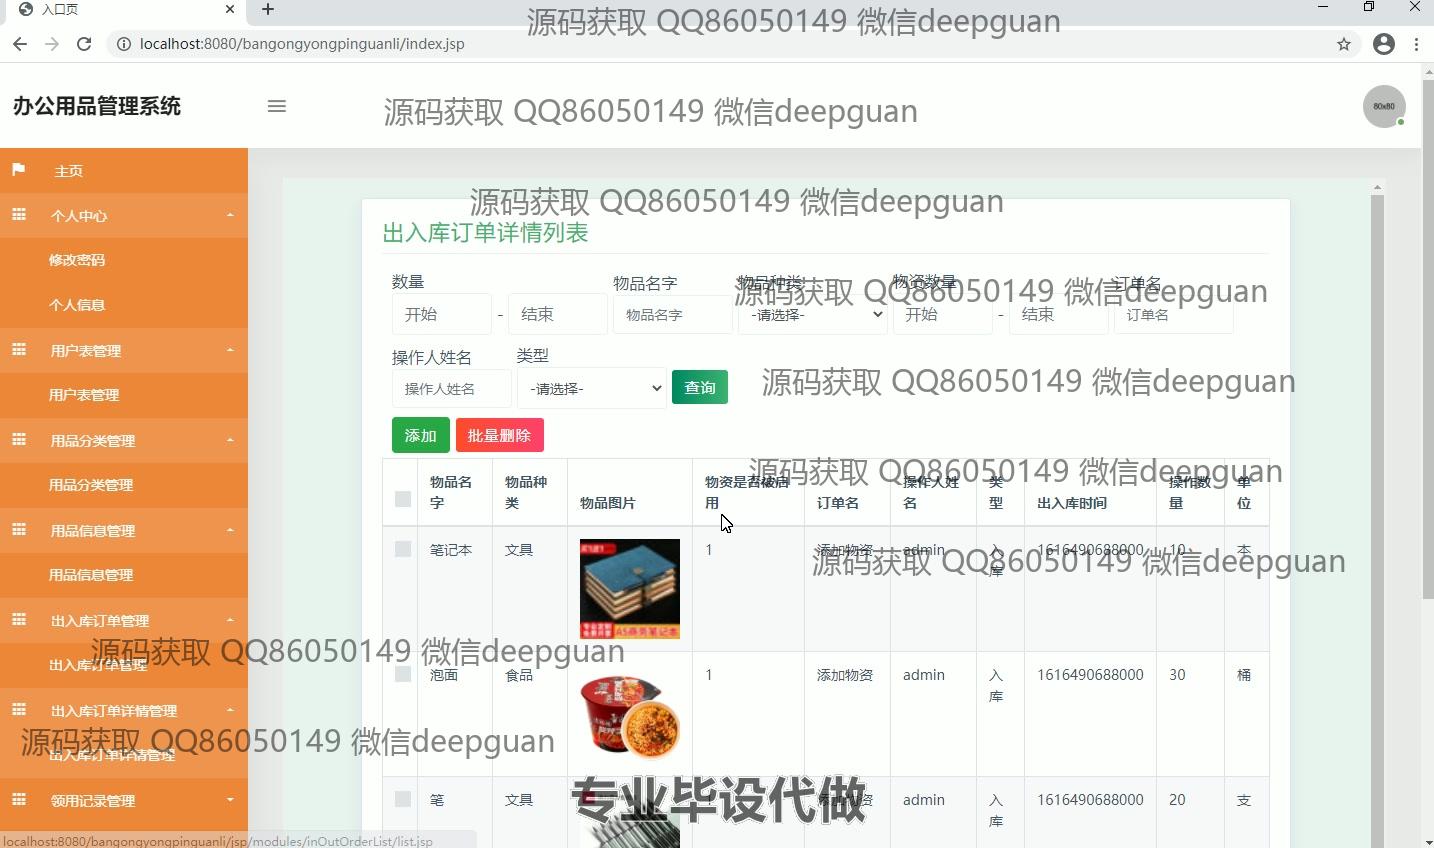 入口页
localhost:8080/bangongyongpinguanli/index.jsp
源码获取 QQ86050149 微信deepguan
办公用品管理系统
源码获取 QQ86050149 微信deepguan
80x80
主页
个人中心
修改密码
个人信息
用户表管理
用户表管理
用品分类管理
用品分类管理
用品信息管理
用品信息管理
出入库订单管理
出入库订单管理
出入库订单详情管理
出入库订单详情管理
领用记录管理
源码获取 QQ86050149 微信deepguan
出入库订单详情列表
数量 物品名字 物品种类 物资数量 订单名
开始 - 结束 物品名字 -请选择- 开始 - 结束 订单名
源码获取 QQ86050149 微信deepguan
操作人姓名 类型
操作人姓名 -请选择- 查询
源码获取 QQ86050149 微信deepguan
添加 批量删除
源码获取 QQ86050149 微信deepguan
物品名字 物品种类 物品图片 物资是否被启用 订单名 操作人姓名 类型 出入库时间 操作数量 单位
笔记本 文具 1 添加物资 admin 入库 1616490688000 10 本
A5商务笔记本
源码获取 QQ86050149 微信deepguan
源码获取 QQ86050149 微信deepguan
泡面 食品 1 添加物资 admin 入库 1616490688000 30 桶
源码获取 QQ86050149 微信deepguan
笔 文具 1 添加物资 admin 入库 1616490688000 20 支
专业毕设代做
localhost:8080/bangongyongpinguanli/jsp/modules/inOutOrderList/list.jsp